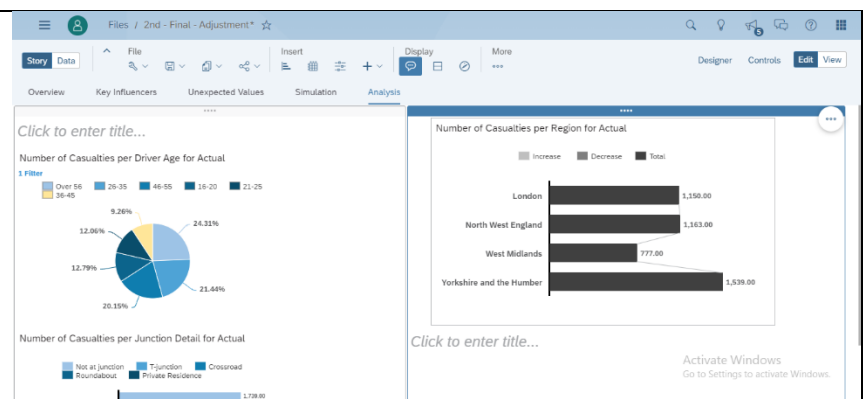 Files / 2nd - Final - Adjustment* ☆
5
Story Data
File
Insert
Display
More
Designer Controls Edit View
Overview Key Influencers Unexpected Values Simulation Analysis
Click to enter title...
Number of Casualties per Driver Age for Actual
1 Filter
Over 56 26-35 46-55 16-20 21-25
36-45
9.26%
24.31%
12.06%
12.79%
21.44%
20.15%
Number of Casualties per Junction Detail for Actual
Not at junction T-junction Crossroad
Roundabout Private Residence
1,739.00
Number of Casualties per Region for Actual
Increase Decrease Total
London 1,150.00
North West England 1,163.00
West Midlands 777.00
Yorkshire and the Humber 1,539.00
Click to enter title...
Activate Windows
Go to Settings to activate Windows.